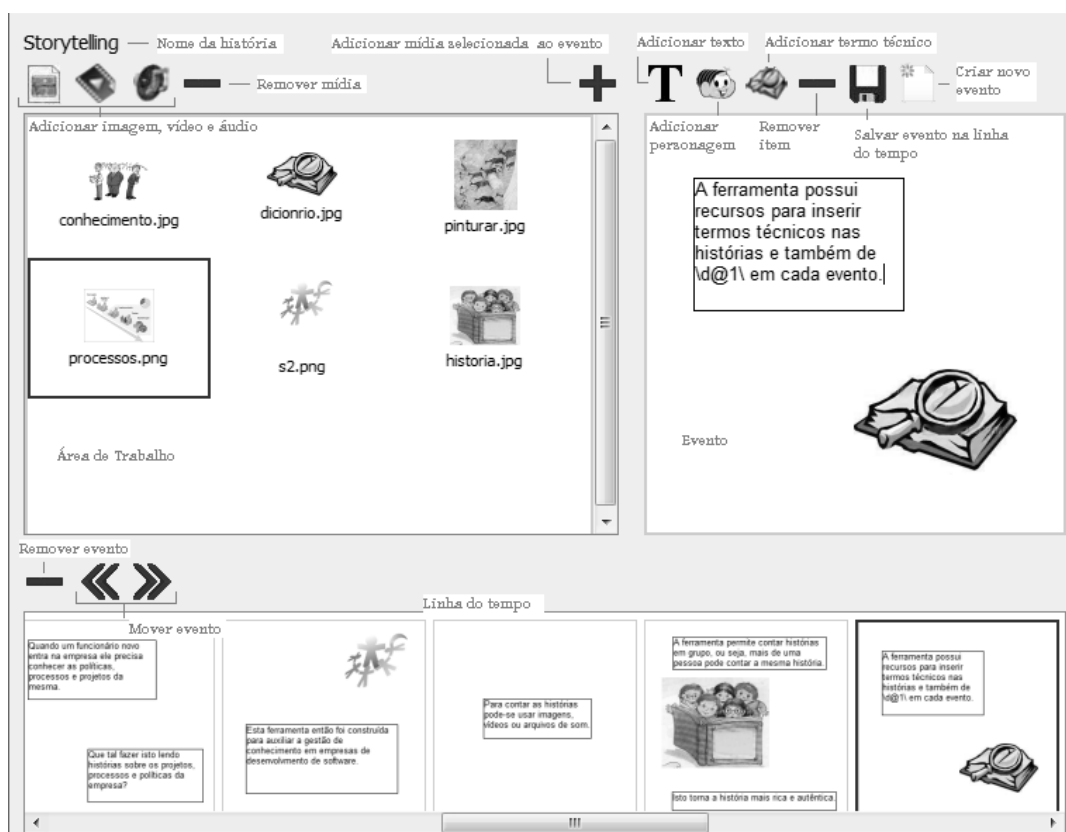 Storytelling
Nome da história
Adicionar mídia selecionada ao evento
Adicionar texto
Adicionar termo técnico
Remover mídia
T
Criar novo
evento
Adicionar imagem, vídeo e áudio
Adicionar
personagem
Remover
item
Salvar evento na linha
do tempo
conhecimento.jpg
dicionrio.jpg
pinturar.jpg
processos.png
s2.png
historia.jpg
Área de Trabalho
A ferramenta possui
recursos para inserir
termos técnicos nas
histórias e também de
\d@1\ em cada evento.
Evento
Remover evento
Mover evento
Linha do tempo
Quando um funcionário novo
entra na empresa ele precisa
conhecer as políticas,
processos e projetos da
mesma.
Que tal fazer isto lendo
histórias sobre os projetos,
processos e políticas da
empresa?
Esta ferramenta então foi construída
para auxiliar a gestão de
conhecimento em empresas de
desenvolvmento de software.
Para contar as histórias
pode-se usar imagens,
vídeos ou arquivos de som.
A ferramenta permite contar histórias
em grupo, ou seja, mais de uma
pessoa pode contar a mesma história.
Isto torna a história mais rica e autêntica.
A ferramenta possui
recursos para inserir
termos técnicos nas
histórias e também de
\d@1\ em cada evento.